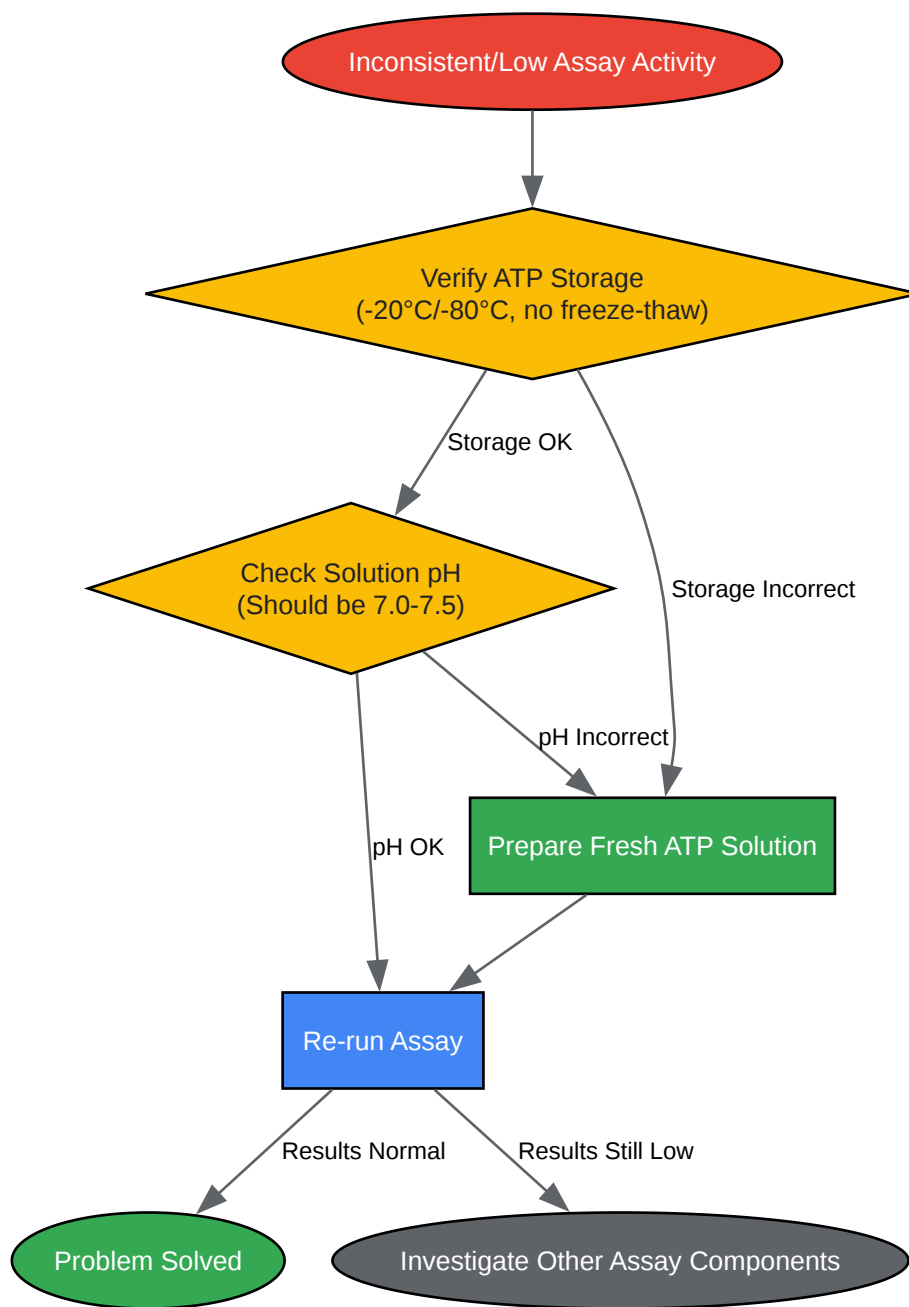 Inconsistent/Low Assay Activity
Verify ATP Storage
(-20°C/-80°C, no freeze-thaw)
Storage OK
Check Solution pH
(Should be 7.0-7.5)
Storage Incorrect
pH Incorrect
pH OK
Prepare Fresh ATP Solution
Re-run Assay
Results Normal
Results Still Low
Problem Solved
Investigate Other Assay Components